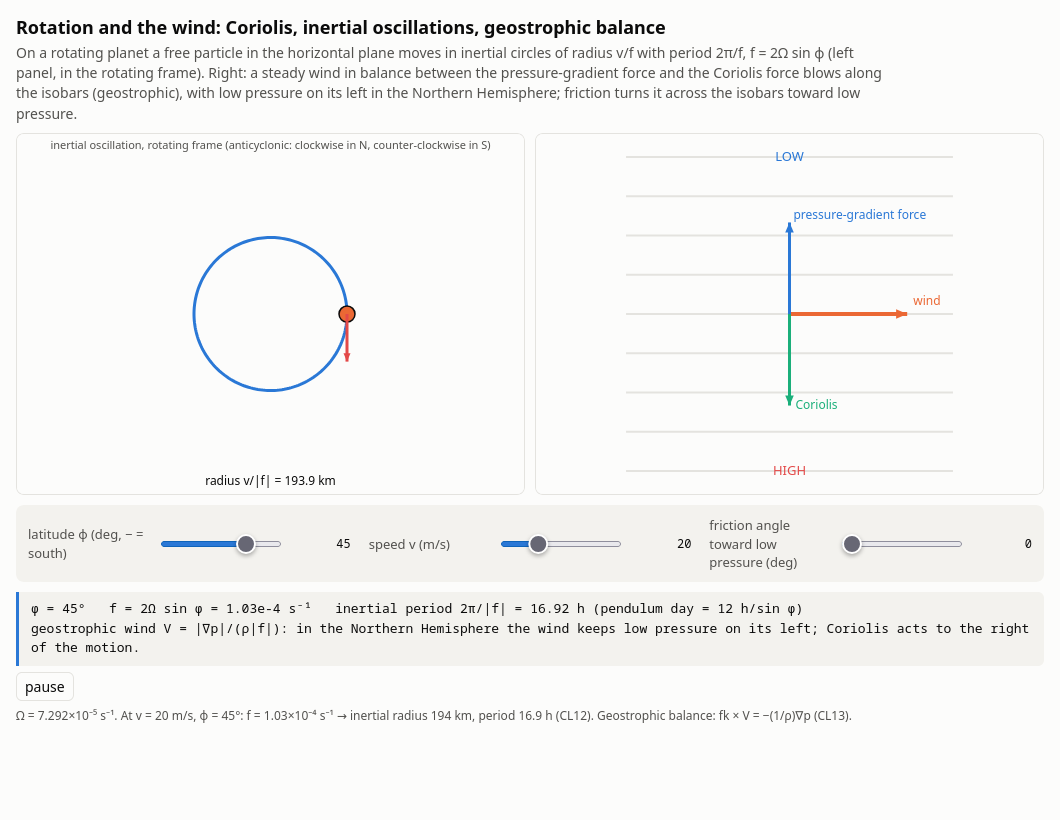 Rotation and the wind: Coriolis, inertial oscillations, geostrophic balance
On a rotating planet a free particle in the horizontal plane moves in inertial circles of radius v/f with period 2π/f, f = 2Ω sin ϕ (left
panel, in the rotating frame). Right: a steady wind in balance between the pressure-gradient force and the Coriolis force blows along
the isobars (geostrophic), with low pressure on its left in the Northern Hemisphere; friction turns it across the isobars toward low
pressure.
inertial oscillation, rotating frame (anticyclonic: clockwise in N, counter-clockwise in S)
radius v/|f| = 193.9 km
LOW
pressure-gradient force
wind
Coriolis
HIGH
latitude ϕ (deg, − =
south)
45
speed v (m/s)
20
friction angle
toward low
pressure (deg)
0
φ = 45°   f = 2Ω sin φ = 1.03e-4 s⁻¹   inertial period 2π/|f| = 16.92 h (pendulum day = 12 h/sin φ)
geostrophic wind V = |∇p|/(ρ|f|): in the Northern Hemisphere the wind keeps low pressure on its left; Coriolis acts to the right
of the motion.
pause
Ω = 7.292×10⁻⁵ s⁻¹. At v = 20 m/s, ϕ = 45°: f = 1.03×10⁻⁴ s⁻¹ → inertial radius 194 km, period 16.9 h (CL12). Geostrophic balance: fk × V = −(1/ρ)∇p (CL13).